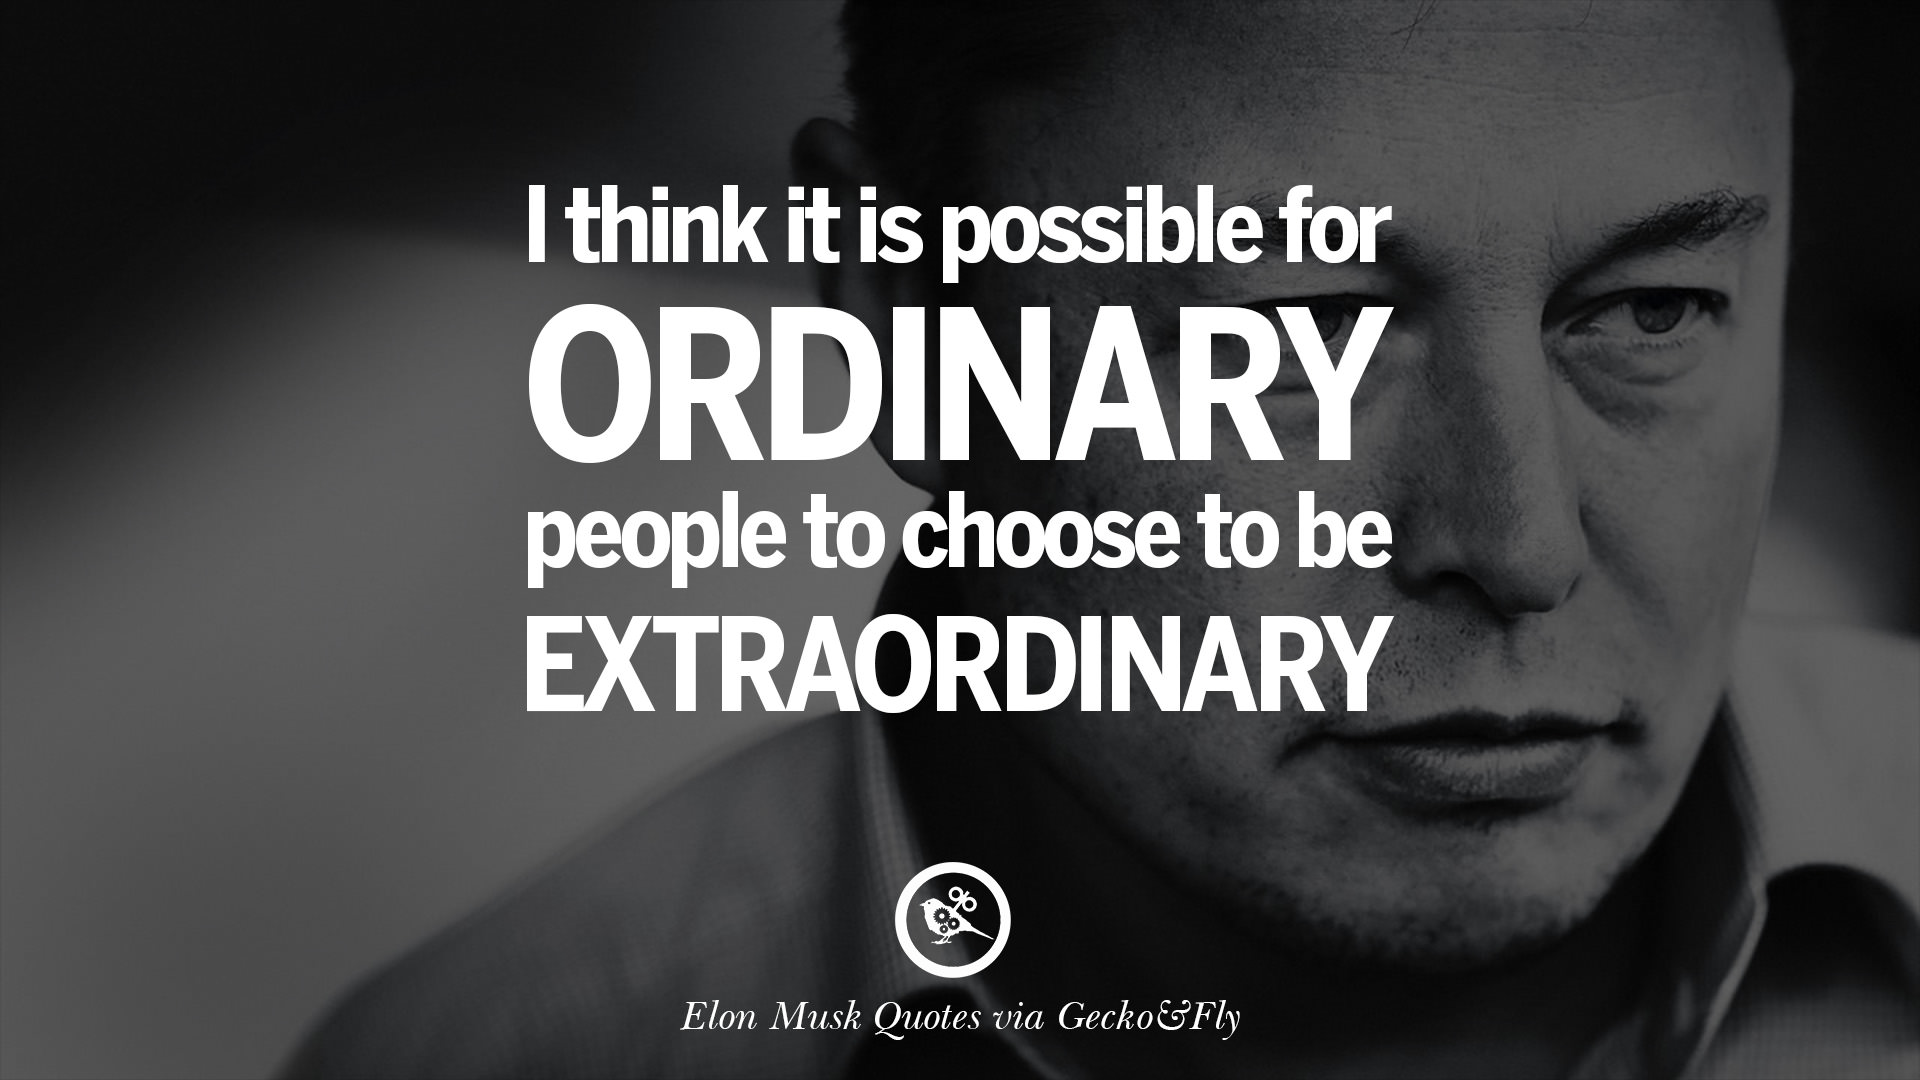 I think it is possible for
ORDINARY
people to choose to be
EXTRAORDINARY
Elon Musk Quotes via Gecko&Fly